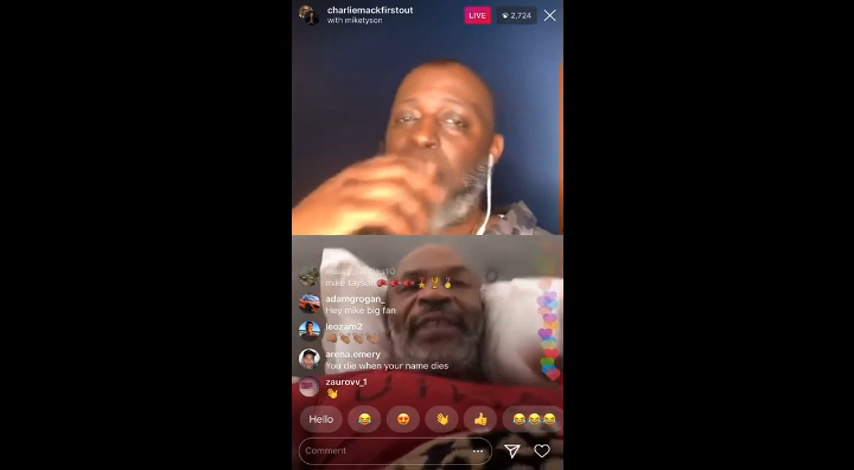 charliemackfirstout
with miketyson
LIVE
2,724
mike tayson
adamgrogan_
Hey mike big fan
leozam2
arena.emery
You die when your name dies
zaurovv_1
Hello
Comment